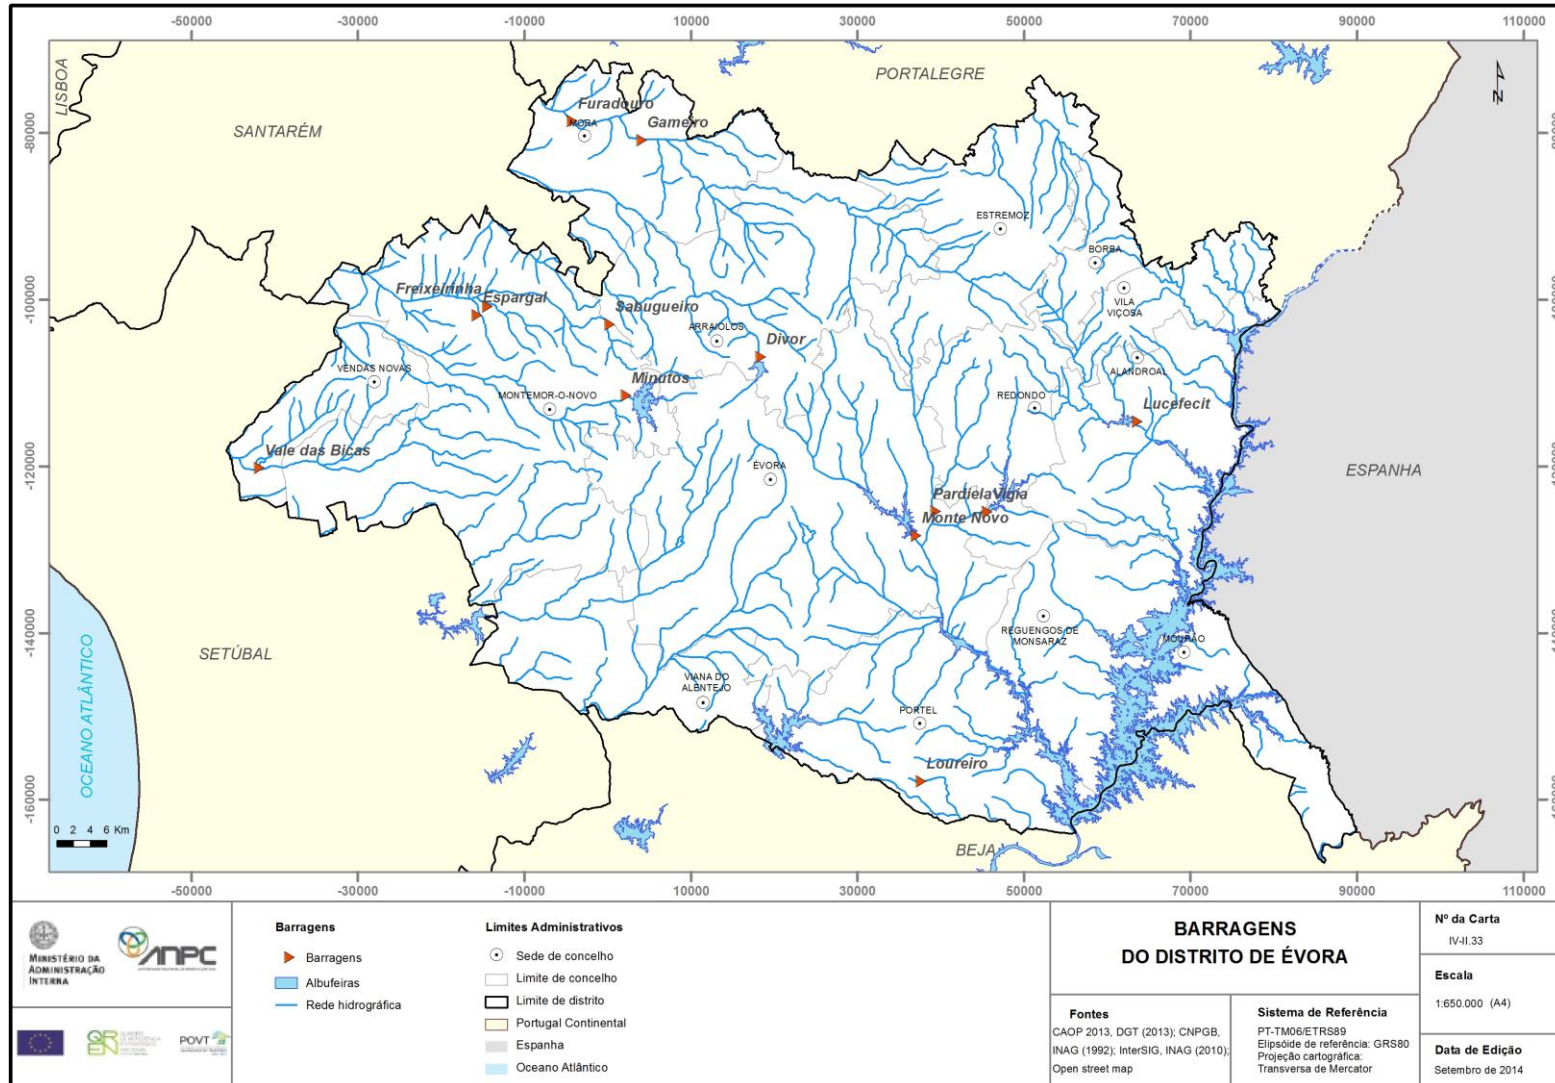 -50000 -30000 -10000 10000 30000 50000 70000 90000 110000
LISBOA
SANTARÉM
PORTALEGRE
N
Furadouro
MORA
Gameiro
-80000
-80000
ESTREMOZ
BORBA
VILA
VIÇOSA
Freixeirinha
Espargal
Sabugueiro
-100000
-100000
ARRAIOLOS
Divor
ALANDROAL
VENDAS NOVAS
Minutos
MONTEMOR-O-NOVO
REDONDO
Lucefecit
Vale das Bicas
-120000
-120000
ÉVORA
ESPANHA
Pardiela
Vigia
Monte Novo
REGUENGOS DE
MONSARAZ
MOURÃO
-140000
-140000
SETÚBAL
OCEANO ATLÂNTICO
VIANA DO
ALENTEJO
PORTEL
Loureiro
-160000
-160000
0 2 4 6 Km
BEJA
-50000 -30000 -10000 10000 30000 50000 70000 90000 110000
MINISTÉRIO DA
ADMINISTRAÇÃO
INTERNA
ANPC
QREN
POVT
Barragens
Barragens
Albufeiras
Rede hidrográfica
Limites Administrativos
Sede de concelho
Limite de concelho
Limite de distrito
Portugal Continental
Espanha
Oceano Atlântico
BARRAGENS
DO DISTRITO DE ÉVORA
Fontes
CAOP 2013, DGT (2013); CNPGB,
INAG (1992); InterSIG, INAG (2010);
Open street map
Sistema de Referência
PT-TM06/ETRS89
Elipsóide de referência: GRS80
Projeção cartográfica:
Transversa de Mercator
Nº da Carta
IV-II.33
Escala
1:650.000 (A4)
Data de Edição
Setembro de 2014